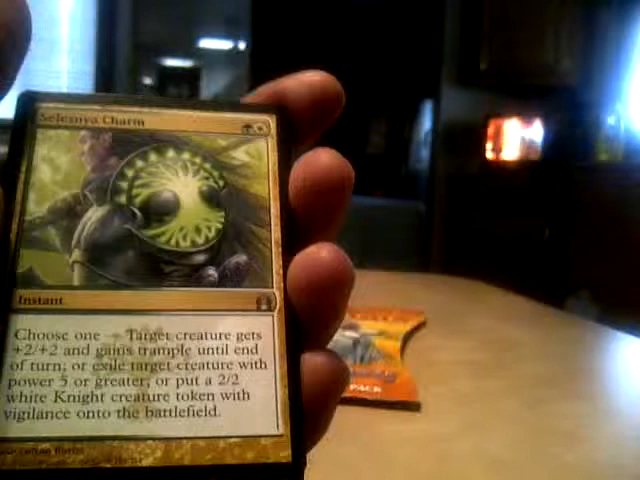 Selesnya Charm
Instant
Choose one — Target creature gets
+2/+2 and gains trample until end
of turn; or exile target creature with
power 5 or greater; or put a 2/2
white Knight creature token with
vigilance onto the battlefield.
PACK